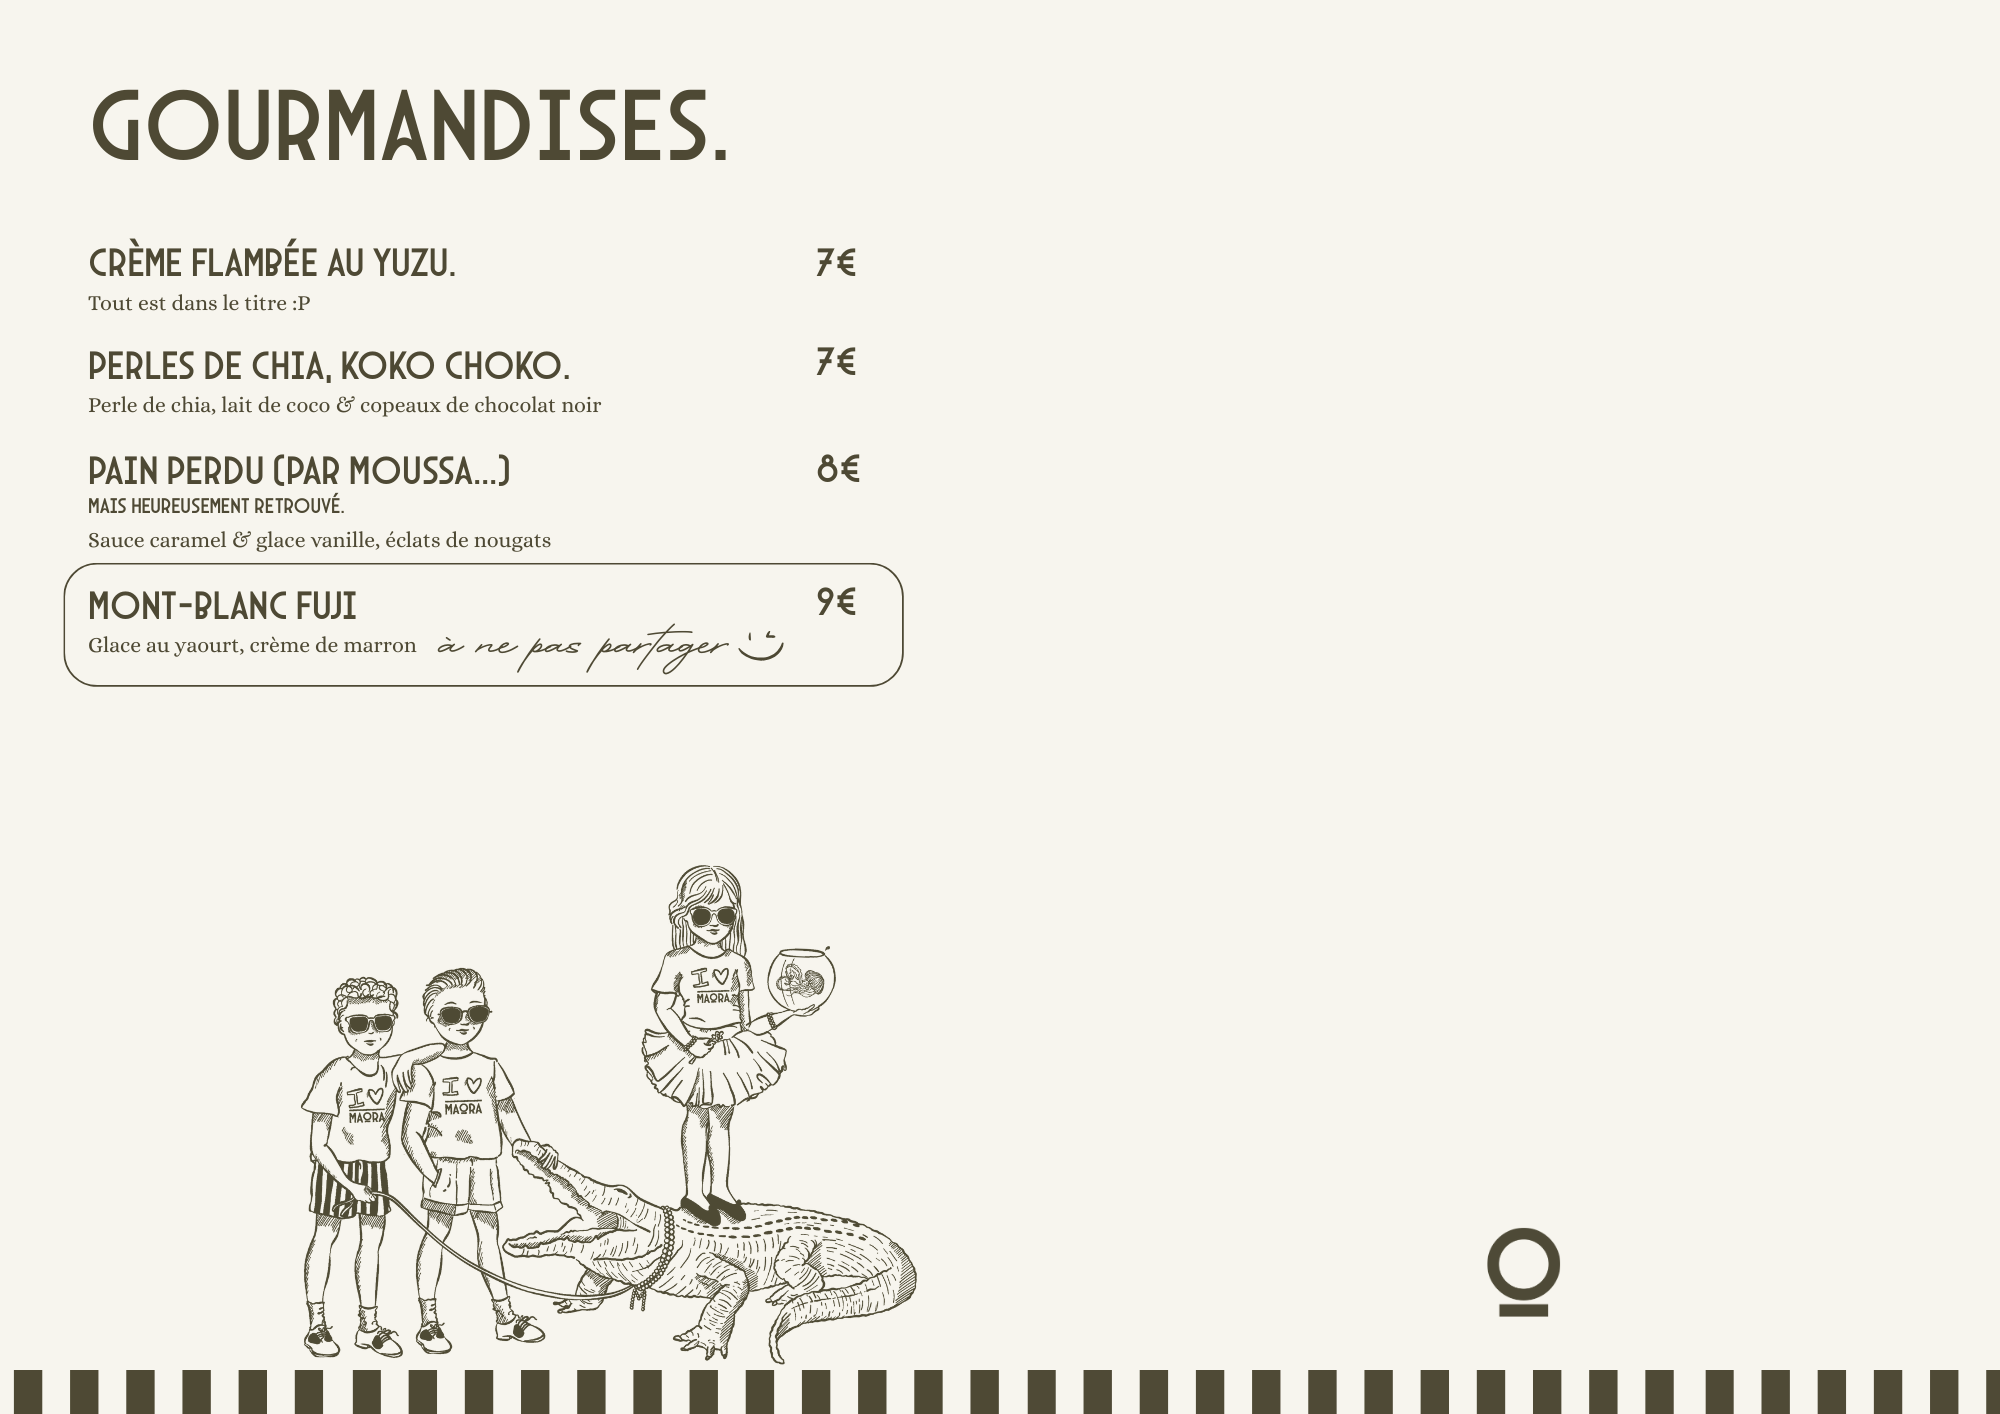 GOURMANDISES.
CRÈME FLAMBÉE AU YUZU. 7€
Tout est dans le titre :P
PERLES DE CHIA, KOKO CHOKO. 7€
Perle de chia, lait de coco & copeaux de chocolat noir
PAIN PERDU (PAR MOUSSA...) 8€
MAIS HEUREUSEMENT RETROUVÉ.
Sauce caramel & glace vanille, éclats de nougats
MONT-BLANC FUJI 9€
Glace au yaourt, crème de marron à ne pas partager
I ♡
MAORA
I ♡
MAORA
I ♡
MAORA